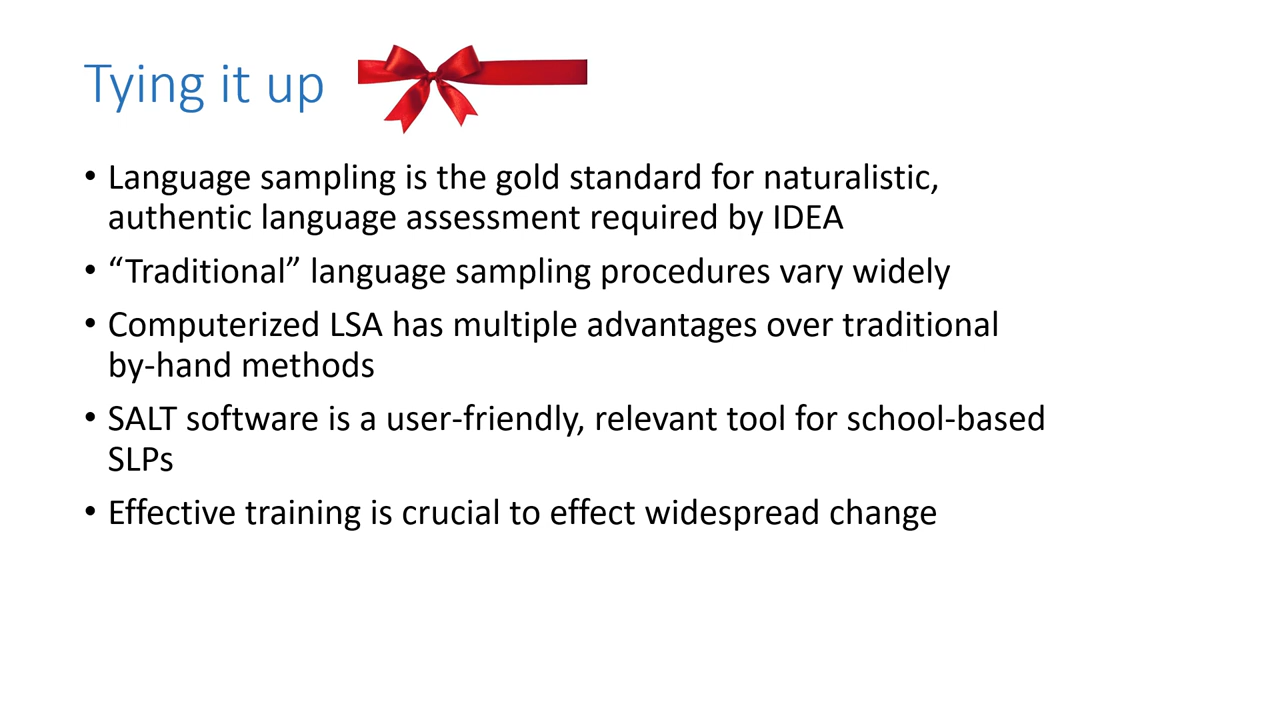 Tying it up
• Language sampling is the gold standard for naturalistic,
authentic language assessment required by IDEA
• “Traditional” language sampling procedures vary widely
• Computerized LSA has multiple advantages over traditional
by-hand methods
• SALT software is a user-friendly, relevant tool for school-based
SLPs
• Effective training is crucial to effect widespread change